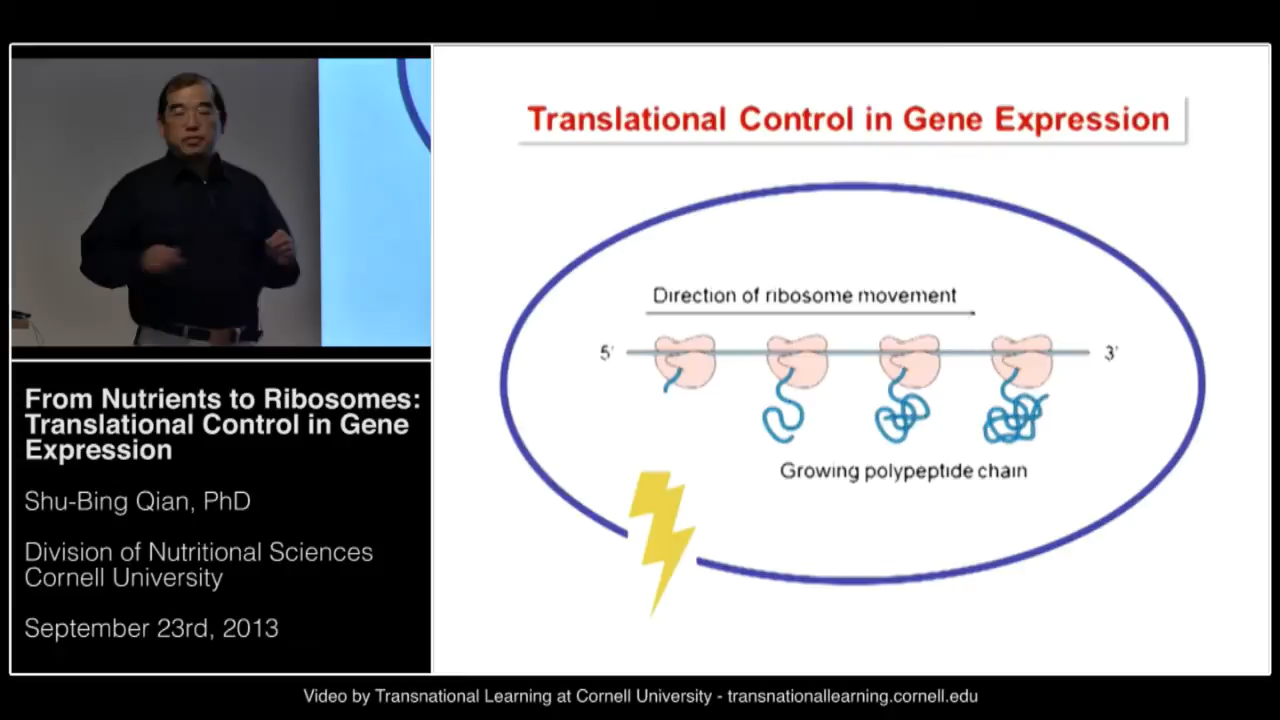 Translational Control in Gene Expression
Direction of ribosome movement
5'
3'
Growing polypeptide chain
From Nutrients to Ribosomes:
Translational Control in Gene
Expression
Shu-Bing Qian, PhD
Division of Nutritional Sciences
Cornell University
September 23rd, 2013
Video by Transnational Learning at Cornell University - transnationallearning.cornell.edu